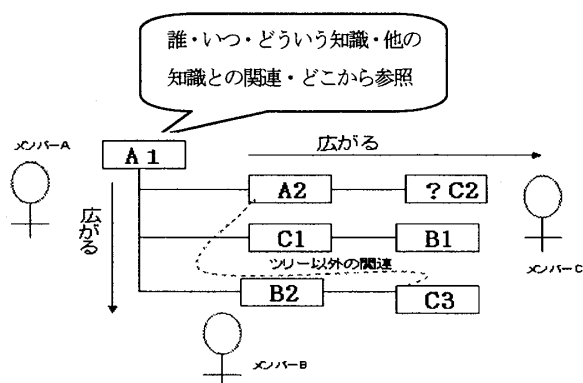 誰・いつ・どういう知識・他の
知識との関連・どこから参照
メンバーA
A1
広がる
広がる
A2
？C2
C1
B1
メンバーC
ツリー以外の関連
B2
C3
メンバーB